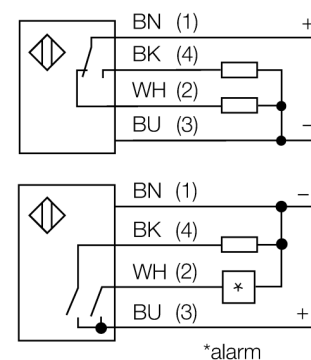 BN (1) +
BK (4)
WH (2)
BU (3) –
BN (1) –
BK (4)
WH (2) *
BU (3) +
*alarm